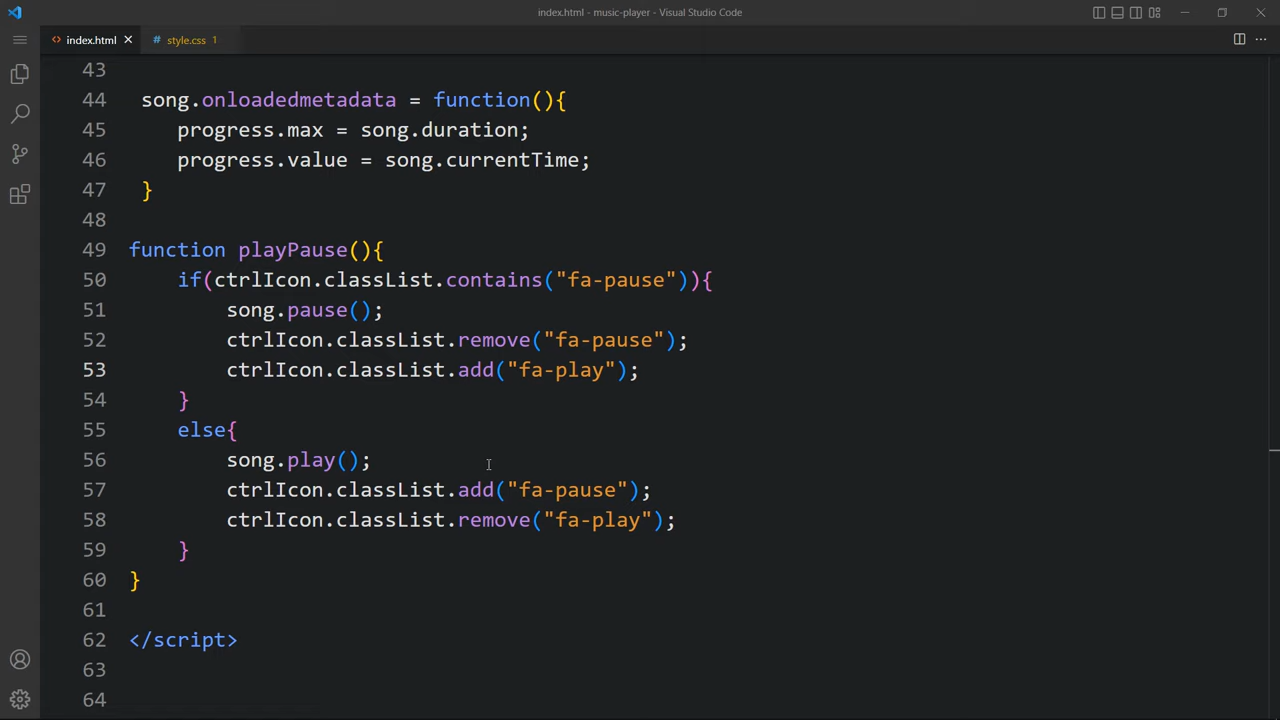 index.html - music-player - Visual Studio Code
<> index.html ×
# style.css 1
43
44 song.onloadedmetadata = function(){
45 progress.max = song.duration;
46 progress.value = song.currentTime;
47 }
48
49 function playPause(){
50 if(ctrlIcon.classList.contains("fa-pause")){
51 song.pause();
52 ctrlIcon.classList.remove("fa-pause");
53 ctrlIcon.classList.add("fa-play");
54 }
55 else{
56 song.play();
57 ctrlIcon.classList.add("fa-pause");
58 ctrlIcon.classList.remove("fa-play");
59 }
60 }
61
62 </script>
63
64